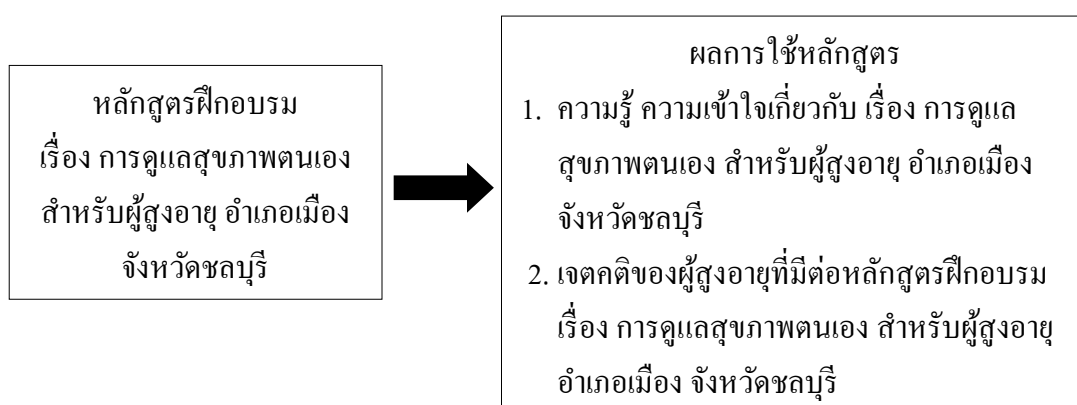 หลักสูตรฝึกอบรม
เรื่อง การดูแลสุขภาพตนเอง
สำหรับผู้สูงอายุ อำเภอเมือง
จังหวัดชลบุรี
ผลการใช้หลักสูตร
1. ความรู้ ความเข้าใจเกี่ยวกับ เรื่อง การดูแล
สุขภาพตนเอง สำหรับผู้สูงอายุ อำเภอเมือง
จังหวัดชลบุรี
2. เจตคติของผู้สูงอายุที่มีต่อหลักสูตรฝึกอบรม
เรื่อง การดูแลสุขภาพตนเอง สำหรับผู้สูงอายุ
อำเภอเมือง จังหวัดชลบุรี